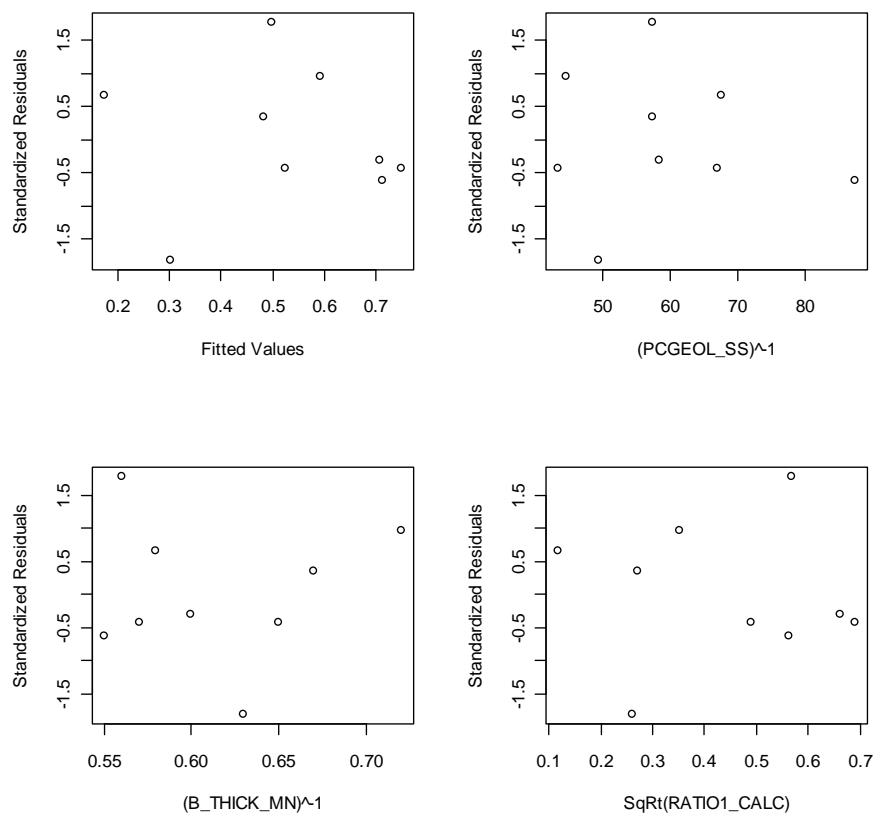 Standardized Residuals
-1.5 -0.5 0.5 1.5
0.2 0.3 0.4 0.5 0.6 0.7
Fitted Values
Standardized Residuals
-1.5 -0.5 0.5 1.5
50 60 70 80
(PCGEOL_SS)^-1
Standardized Residuals
-1.5 -0.5 0.5 1.5
0.55 0.60 0.65 0.70
(B_THICK_MN)^-1
Standardized Residuals
-1.5 -0.5 0.5 1.5
0.1 0.2 0.3 0.4 0.5 0.6 0.7
SqRt(RATIO1_CALC)